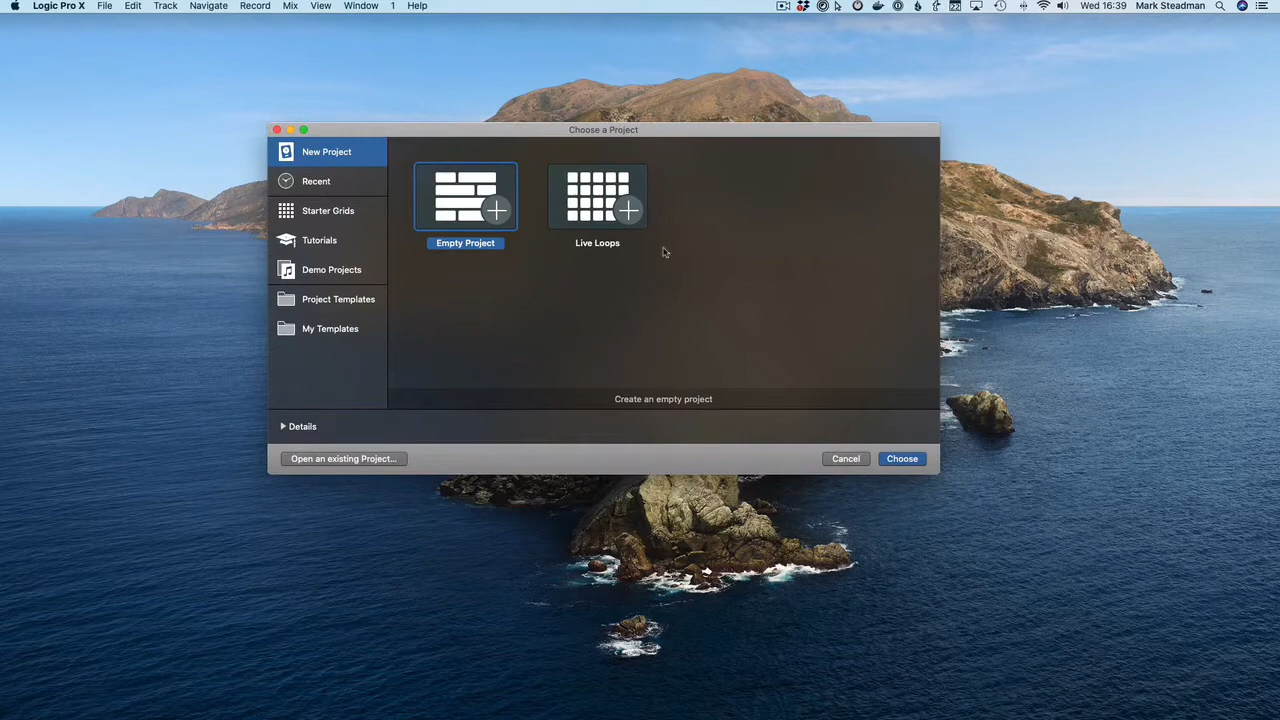 Logic Pro X File Edit Track Navigate Record Mix View Window 1 Help Wed 16:39 Mark Steadman
Choose a Project
New Project
Recent
Starter Grids
Tutorials
Demo Projects
Project Templates
My Templates
Empty Project
Live Loops
Create an empty project
Details
Open an existing Project...
Cancel
Choose